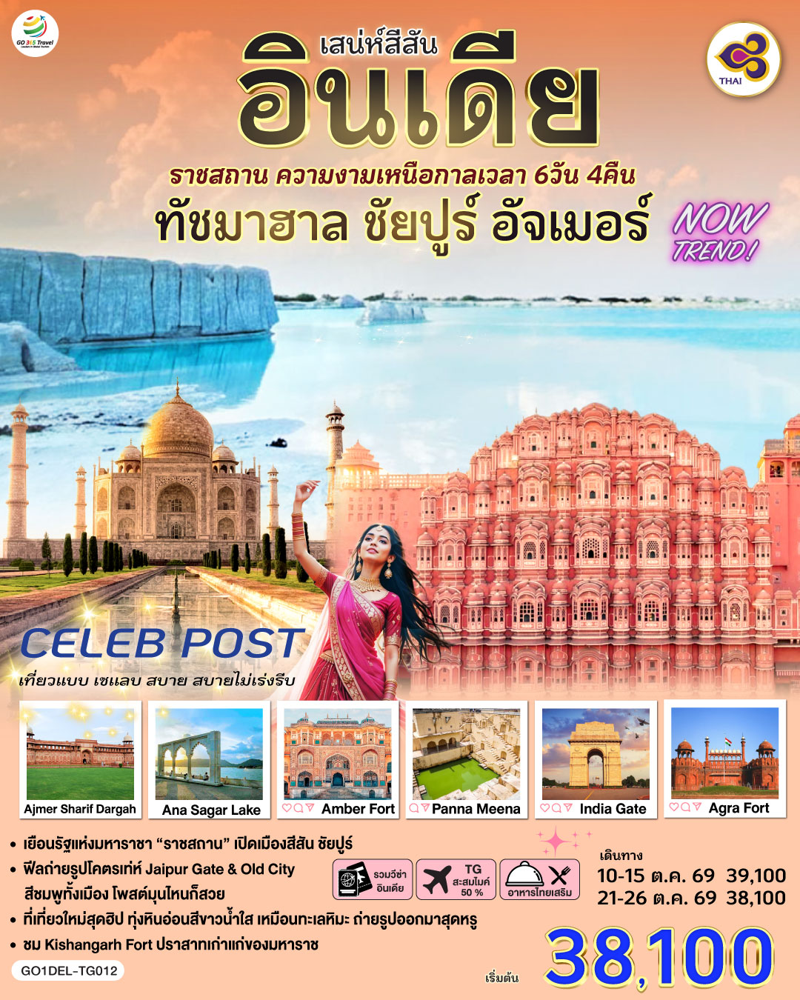 GO 365 Travel
Leaders in Global Tourism
THAI
เสน่ห์สีสัน
อินเดีย
ราชสถาน ความงามเหนือกาลเวลา 6วัน 4คืน
ทัชมาฮาล ชัยปูร์ อัจเมอร์
NOW
TREND!
CELEB POST
เที่ยวแบบ เซแลบ สบาย สบายไม่เร่งรีบ
Ajmer Sharif Dargah
Ana Sagar Lake
Amber Fort
Panna Meena
India Gate
Agra Fort
• เยือนรัฐแห่งมหาราชา “ราชสถาน” เปิดเมืองสีสัน ชัยปูร์
• ฟีลถ่ายรูปโคตรเท่ห์ Jaipur Gate & Old City
สีชมพูทั้งเมือง โพสต์มุมไหนก็สวย
• ที่เที่ยวใหม่สุดฮิป ทุ่งหินอ่อนสีขาวน้ำใส เหมือนทะเลหิมะ ถ่ายรูปออกมาสุดหรู
• ชม Kishangarh Fort ปราสาทเก่าแก่ของมหาราช
รวมวีซ่า
อินเดีย
TG
สะสมไมค์
50 %
อาหารไทยเสริม
เดินทาง
10-15 ต.ค. 69 39,100
21-26 ต.ค. 69 38,100
GO1DEL-TG012
เริ่มต้น 38,100